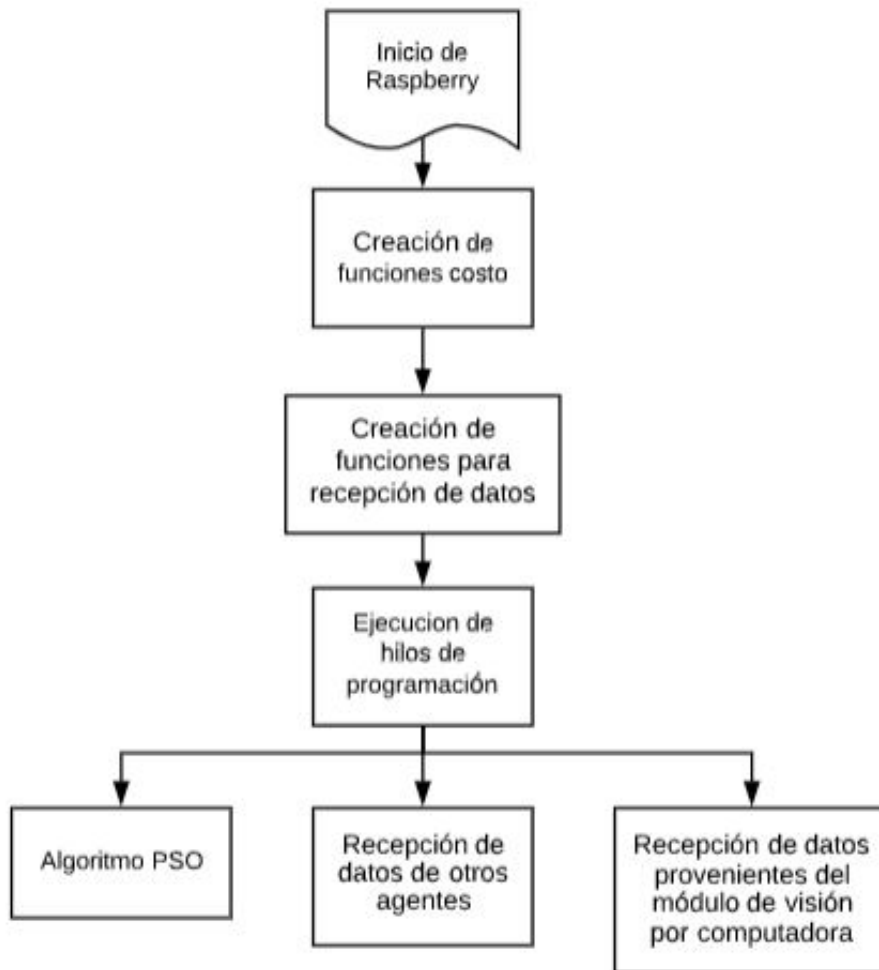 Inicio de
Raspberry
Creación de
funciones costo
Creación de
funciones para
recepción de datos
Ejecucion de
hilos de
programación
Algoritmo PSO
Recepción de
datos de otros
agentes
Recepción de datos
provenientes del
módulo de visión
por computadora